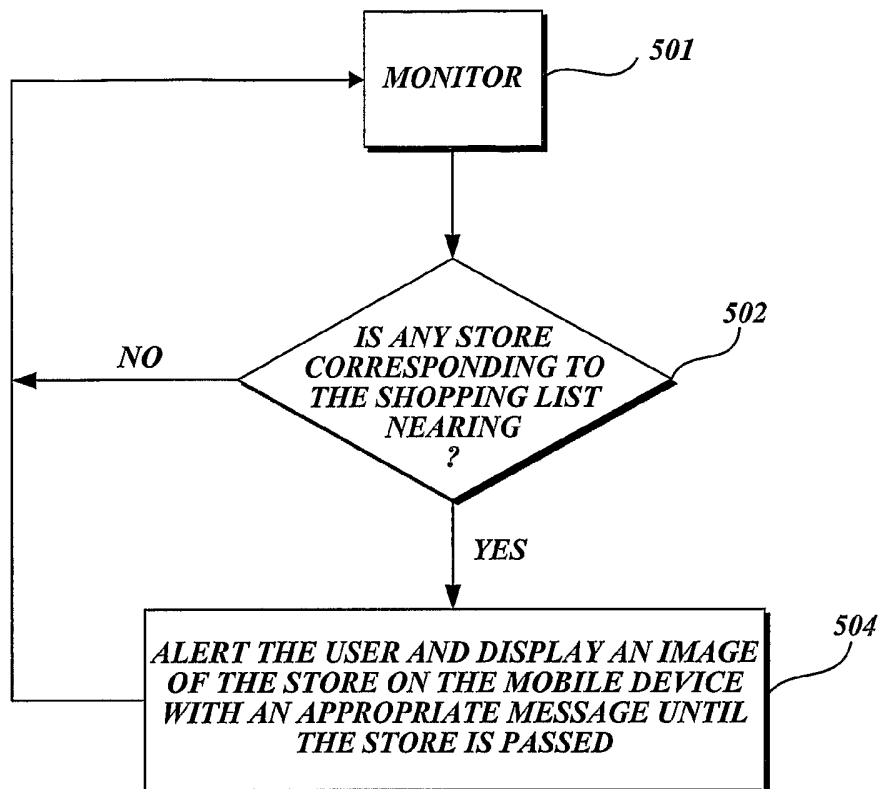 MONITOR
501
IS ANY STORE
CORRESPONDING TO
THE SHOPPING LIST
NEARING
?
502
NO
YES
ALERT THE USER AND DISPLAY AN IMAGE
OF THE STORE ON THE MOBILE DEVICE
WITH AN APPROPRIATE MESSAGE UNTIL
THE STORE IS PASSED
504